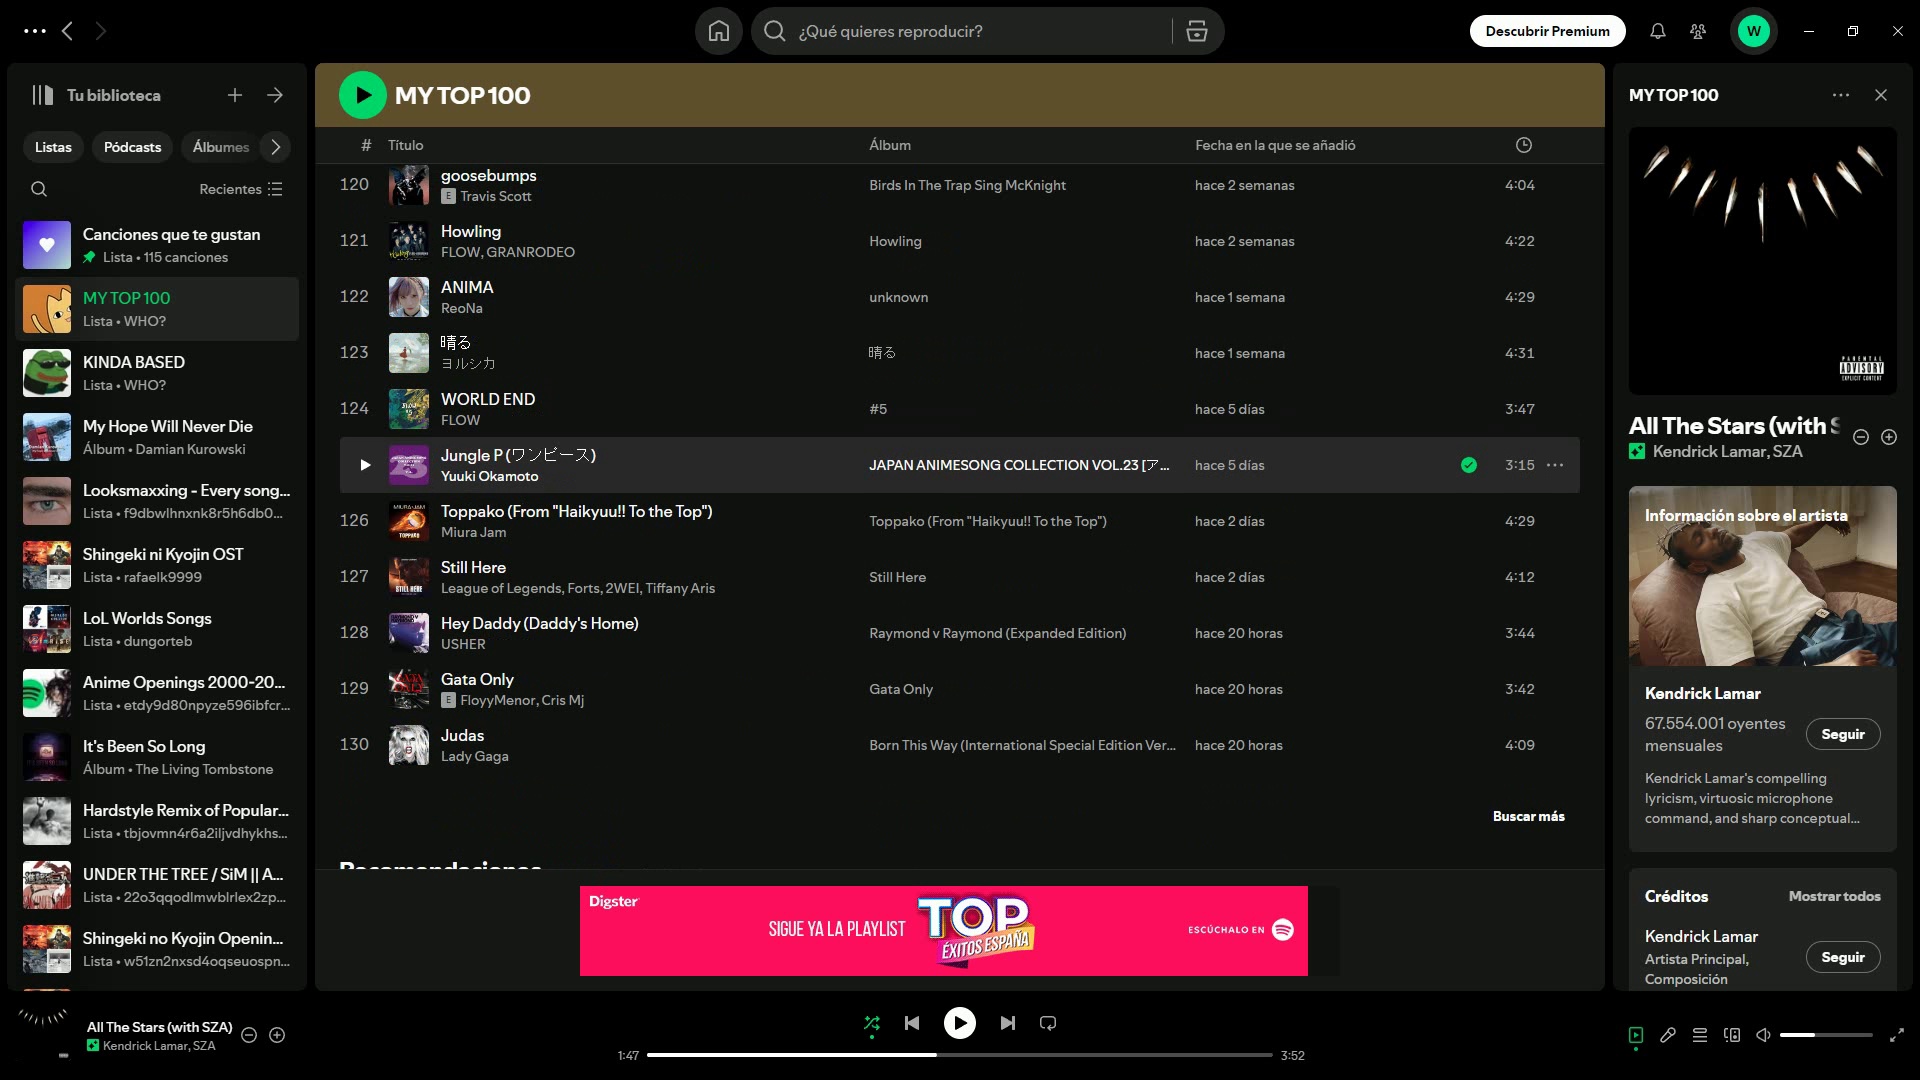 ¿Qué quieres reproducir?
Descubrir Premium
W
Tu biblioteca
Listas
Pódcasts
Álbumes
Recientes
Canciones que te gustan
Lista • 115 canciones
MY TOP 100
Lista • WHO?
KINDA BASED
Lista • WHO?
My Hope Will Never Die
Álbum • Damian Kurowski
Looksmaxxing - Every song...
Lista • f9dbwlhnxnk8r5h6db0...
Shingeki ni Kyojin OST
Lista • rafaelk9999
LoL Worlds Songs
Lista • dungorteb
Anime Openings 2000-20...
Lista • etdy9d80npyze596ibfcr...
It's Been So Long
Álbum • The Living Tombstone
Hardstyle Remix of Popular...
Lista • tbjovmn4r6a2iljvdhykhs...
UNDER THE TREE / SiM || A...
Lista • 22o3qqodlmwblrlex2zp...
Shingeki no Kyojin Openin...
Lista • w51zn2nxsd4oqseuospn...
MY TOP 100
# Título Álbum Fecha en la que se añadió
120 goosebumps Birds In The Trap Sing McKnight hace 2 semanas 4:04
E Travis Scott
121 Howling Howling hace 2 semanas 4:22
FLOW, GRANRODEO
122 ANIMA unknown hace 1 semana 4:29
ReoNa
123 晴る 晴る hace 1 semana 4:31
ヨルシカ
124 WORLD END #5 hace 5 días 3:47
FLOW
Jungle P (ワンピース) JAPAN ANIMESONG COLLECTION VOL.23 [ア... hace 5 días 3:15
Yuuki Okamoto
126 Toppako (From "Haikyuu!! To the Top") Toppako (From "Haikyuu!! To the Top") hace 2 días 4:29
Miura Jam
127 Still Here Still Here hace 2 días 4:12
League of Legends, Forts, 2WEI, Tiffany Aris
128 Hey Daddy (Daddy's Home) Raymond v Raymond (Expanded Edition) hace 20 horas 3:44
USHER
129 Gata Only Gata Only hace 20 horas 3:42
E FloyyMenor, Cris Mj
130 Judas Born This Way (International Special Edition Ver... hace 20 horas 4:09
Lady Gaga
Buscar más
Recomendaciones
Digster
SIGUE YA LA PLAYLIST
TOP
ÉXITOS ESPAÑA
ESCÚCHALO EN
MY TOP 100
PARENTAL
ADVISORY
EXPLICIT CONTENT
All The Stars (with S
Kendrick Lamar, SZA
Información sobre el artista
Kendrick Lamar
67.554.001 oyentes
mensuales
Seguir
Kendrick Lamar's compelling
lyricism, virtuosic microphone
command, and sharp conceptual...
Créditos
Mostrar todos
Kendrick Lamar
Artista Principal,
Composición
Seguir
All The Stars (with SZA)
Kendrick Lamar, SZA
1:47
3:52